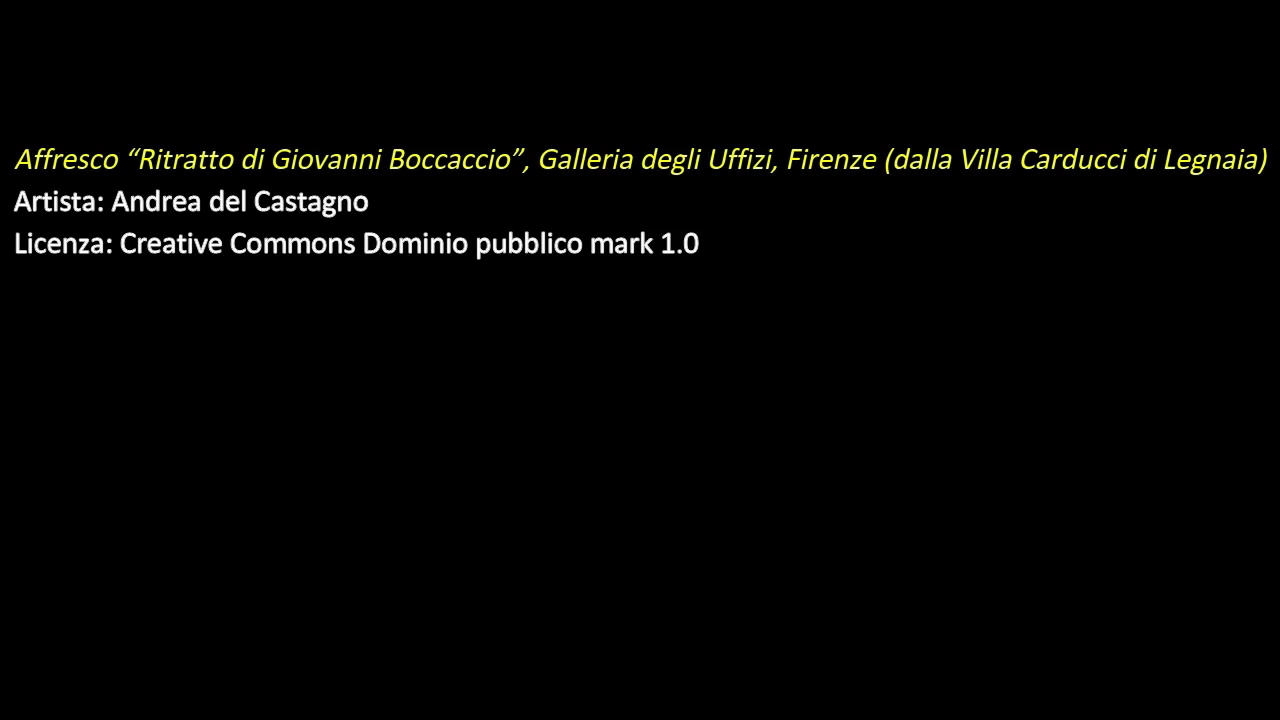 Affresco “Ritratto di Giovanni Boccaccio”, Galleria degli Uffizi, Firenze (dalla Villa Carducci di Legnaia)
Artista: Andrea del Castagno
Licenza: Creative Commons Dominio pubblico mark 1.0